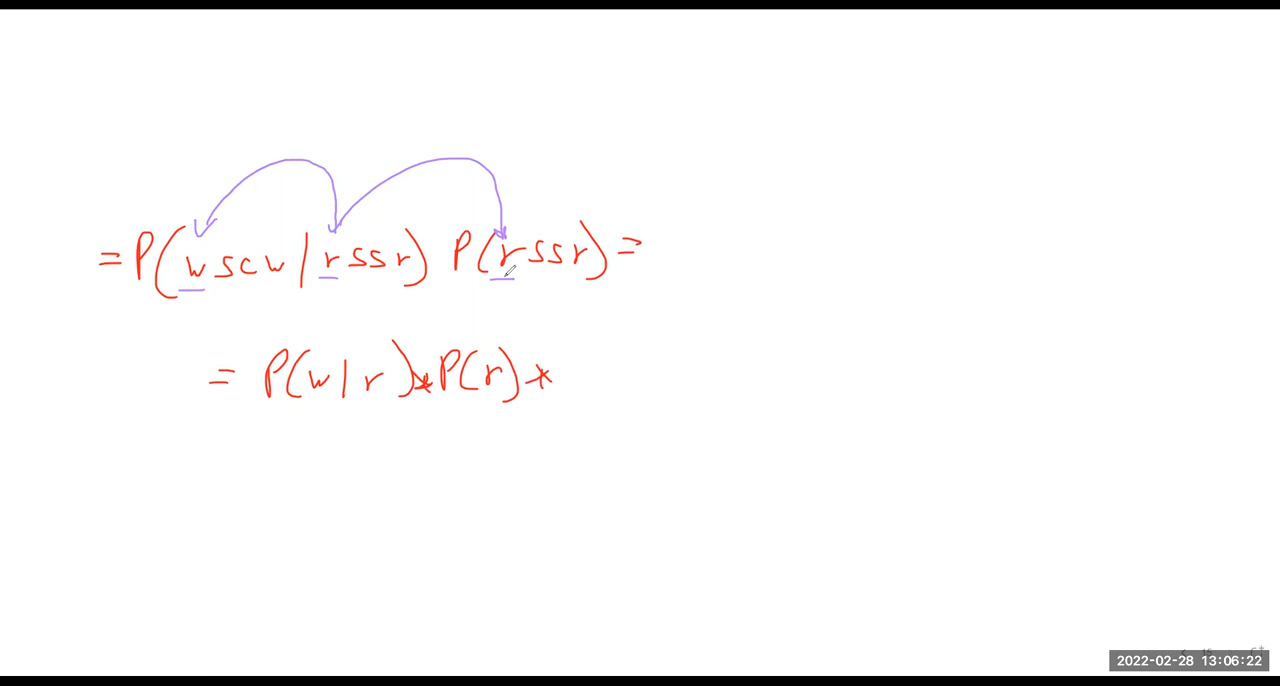 = P(wscw|rssr) P(rssr) =
= P(w|r)*P(r)*
2022-02-28 13:06:22